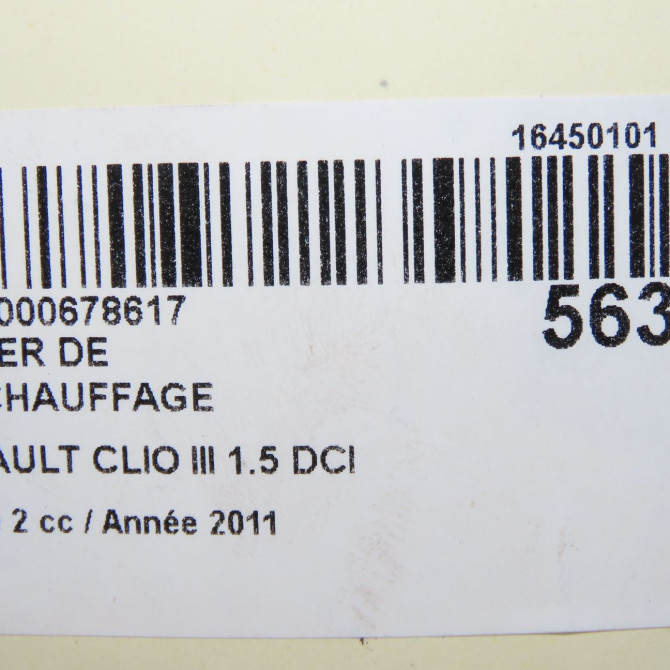 16450101
000678617
563
ER DE
CHAUFFAGE
AULT CLIO III 1.5 DCI
2 cc / Année 2011